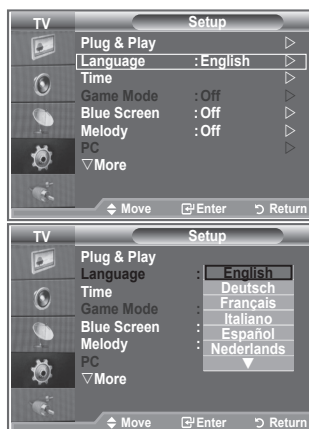 TV Setup
Plug & Play ▷
Language : English ▷
Time ▷
Game Mode : Off ▷
Blue Screen : Off ▷
Melody : Off ▷
PC ▷
▽More
Move Enter Return
TV Setup
Plug & Play
Language : English
Deutsch
Time
Français
Game Mode :
Italiano
Blue Screen :
Español
Melody :
Nederlands
PC ▼
▽More
Move Enter Return